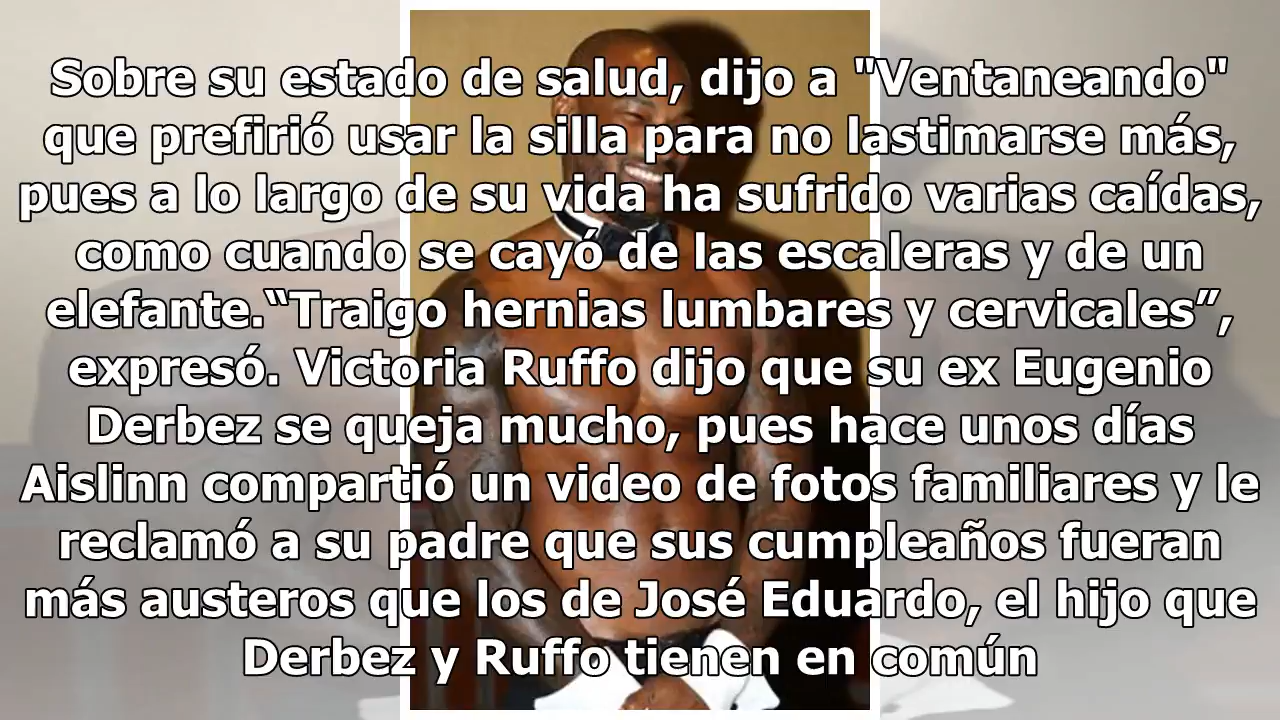 Sobre su estado de salud, dijo a "Ventaneando"
que prefirió usar la silla para no lastimarse más,
pues a lo largo de su vida ha sufrido varias caídas,
como cuando se cayó de las escaleras y de un
elefante.“Traigo hernias lumbares y cervicales”,
expresó. Victoria Ruffo dijo que su ex Eugenio
Derbez se queja mucho, pues hace unos días
Aislinn compartió un video de fotos familiares y le
reclamó a su padre que sus cumpleaños fueran
más austeros que los de José Eduardo, el hijo que
Derbez y Ruffo tienen en común